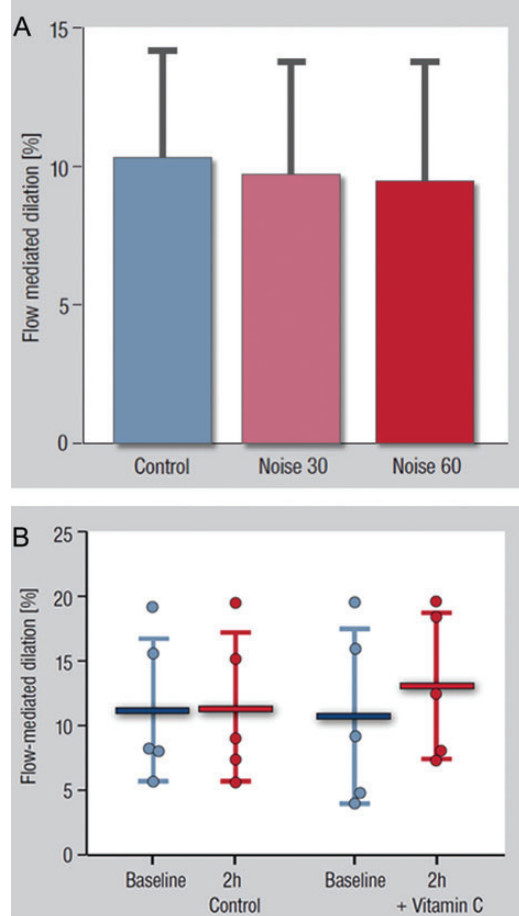 A
Flow mediated dilation [%]
15
10
5
0
Control Noise 30 Noise 60
B
Flow-mediated dilation [%]
25
20
15
10
5
0
Baseline 2h Baseline 2h
Control + Vitamin C